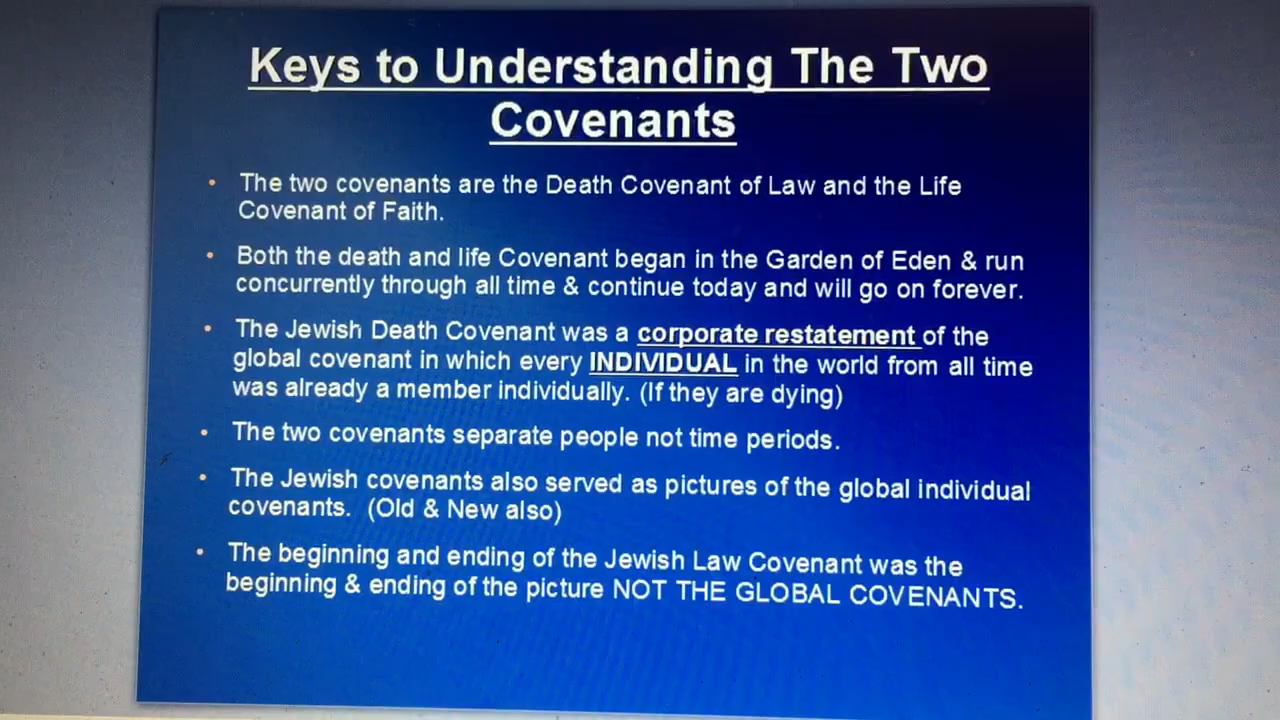 Keys to Understanding The Two
Covenants
• The two covenants are the Death Covenant of Law and the Life
Covenant of Faith.
• Both the death and life Covenant began in the Garden of Eden & run
concurrently through all time & continue today and will go on forever.
• The Jewish Death Covenant was a corporate restatement of the
global covenant in which every INDIVIDUAL in the world from all time
was already a member individually. (If they are dying)
• The two covenants separate people not time periods.
• The Jewish covenants also served as pictures of the global individual
covenants. (Old & New also)
• The beginning and ending of the Jewish Law Covenant was the
beginning & ending of the picture NOT THE GLOBAL COVENANTS.